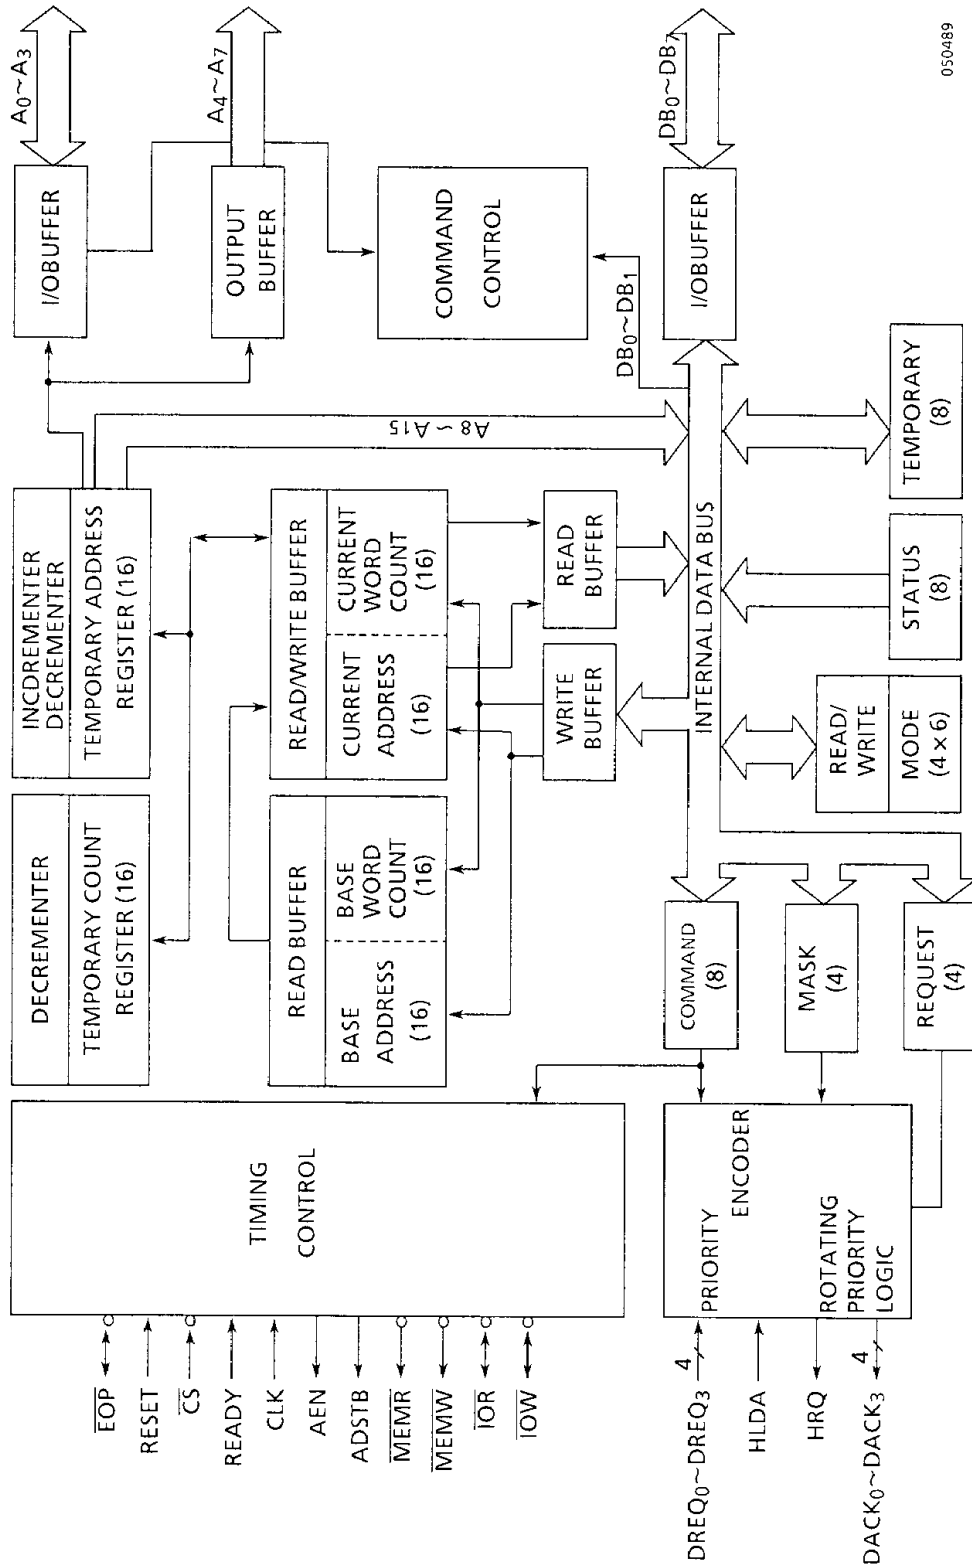 EOP
RESET
CS
READY
CLK
AEN
ADSTB
MEMR
MEMW
IOR
IOW
TIMING
CONTROL
DECREMENTER
TEMPORARY COUNT
REGISTER (16)
INCDREMENTER
DECREMENTER
TEMPORARY ADDRESS
REGISTER (16)
I/OBUFFER
A0~A3
OUTPUT
BUFFER
A4~A7
READ BUFFER
BASE
ADDRESS
(16)
BASE
WORD
COUNT
(16)
READ/WRITE BUFFER
CURRENT
ADDRESS
(16)
CURRENT
WORD
COUNT
(16)
A8 ~ A15
COMMAND
CONTROL
WRITE
BUFFER
READ
BUFFER
DB0~DB1
INTERNAL DATA BUS
I/OBUFFER
DB0~DB7
DREQ0~DREQ3
4
HLDA
HRQ
DACK0~DACK3
4
PRIORITY
ENCODER
ROTATING
PRIORITY
LOGIC
COMMAND
(8)
MASK
(4)
REQUEST
(4)
READ/
WRITE
MODE
(4×6)
STATUS
(8)
TEMPORARY
(8)
050489